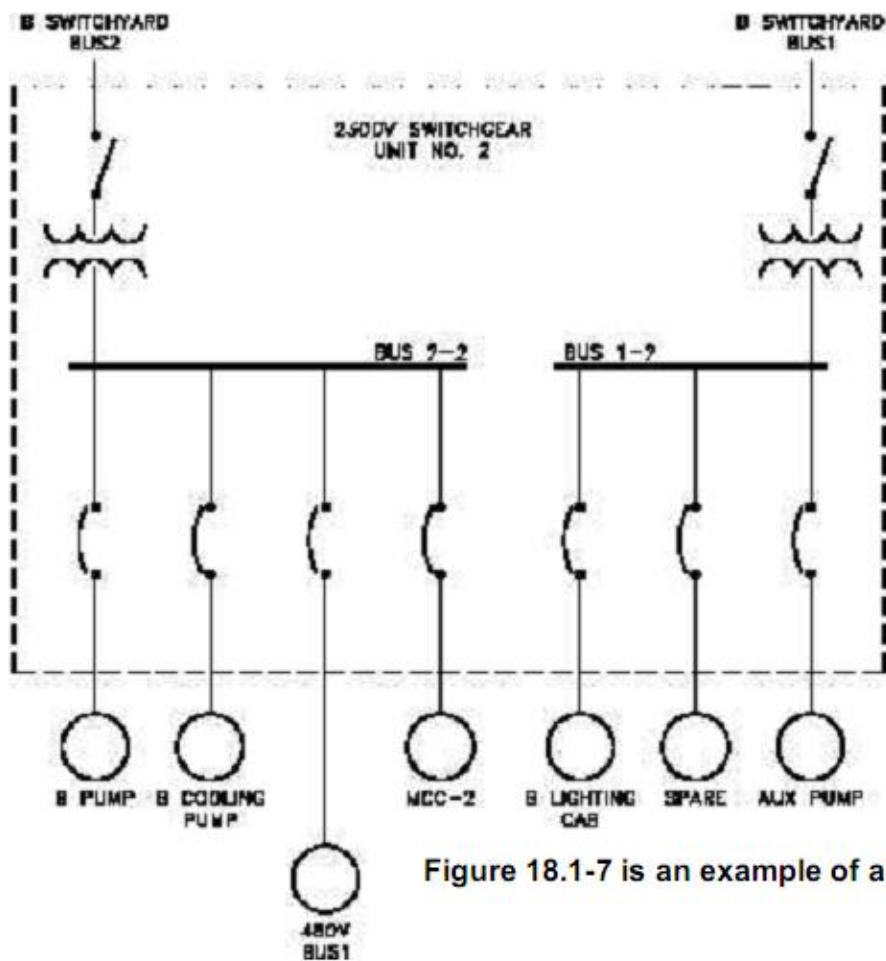 B SWITCHYARD
BUS2
B SWITCHYARD
BUS1
2500V SWITCHGEAR
UNIT NO. 2
BUS 2-2
BUS 1-2
B PUMP
B COOLING
PUMP
MCC-2
B LIGHTING
CAB
SPARE
AUX PUMP
480V
BUS1
Figure 18.1-7 is an example of a